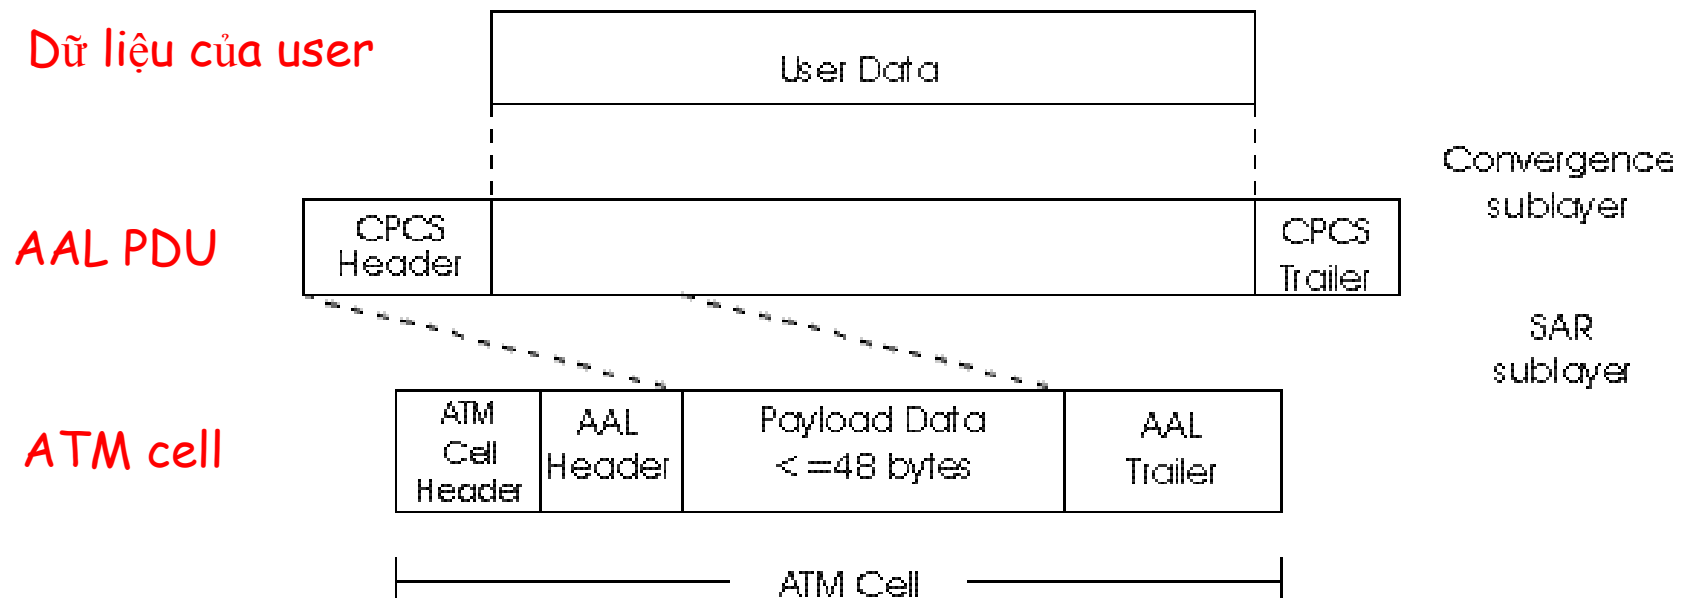 Dữ liệu của user
User Data
Convergence
sublayer
AAL PDU
CPCS
Header
CPCS
Trailer
SAR
sublayer
ATM cell
ATM
Cell
Header
AAL
Header
Payload Data
<=48 bytes
AAL
Trailer
ATM Cell